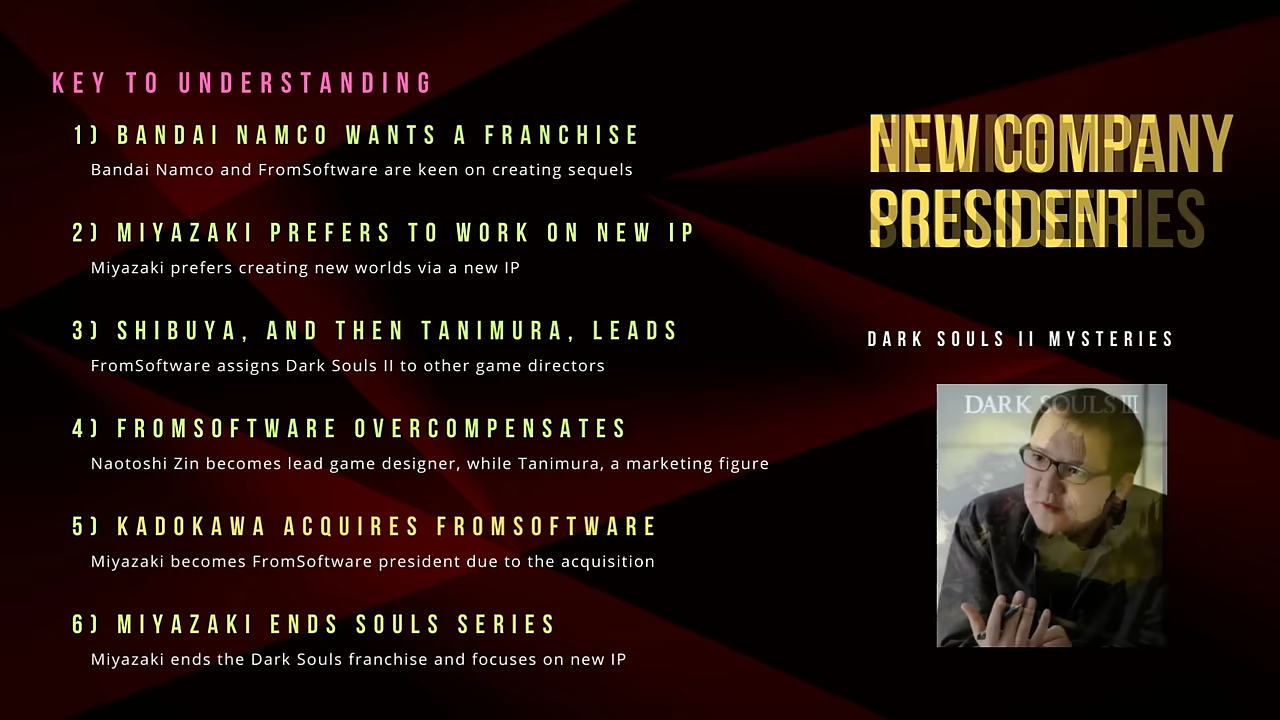 KEY TO UNDERSTANDING
1) BANDAI NAMCO WANTS A FRANCHISE
Bandai Namco and FromSoftware are keen on creating sequels
2) MIYAZAKI PREFERS TO WORK ON NEW IP
Miyazaki prefers creating new worlds via a new IP
3) SHIBUYA, AND THEN TANIMURA, LEADS
FromSoftware assigns Dark Souls II to other game directors
4) FROMSOFTWARE OVERCOMPENSATES
Naotoshi Zin becomes lead game designer, while Tanimura, a marketing figure
5) KADOKAWA ACQUIRES FROMSOFTWARE
Miyazaki becomes FromSoftware president due to the acquisition
6) MIYAZAKI ENDS SOULS SERIES
Miyazaki ends the Dark Souls franchise and focuses on new IP
NEW COMPANY
PRESIDENT
DARK SOULS II MYSTERIES
DARK SOULS III